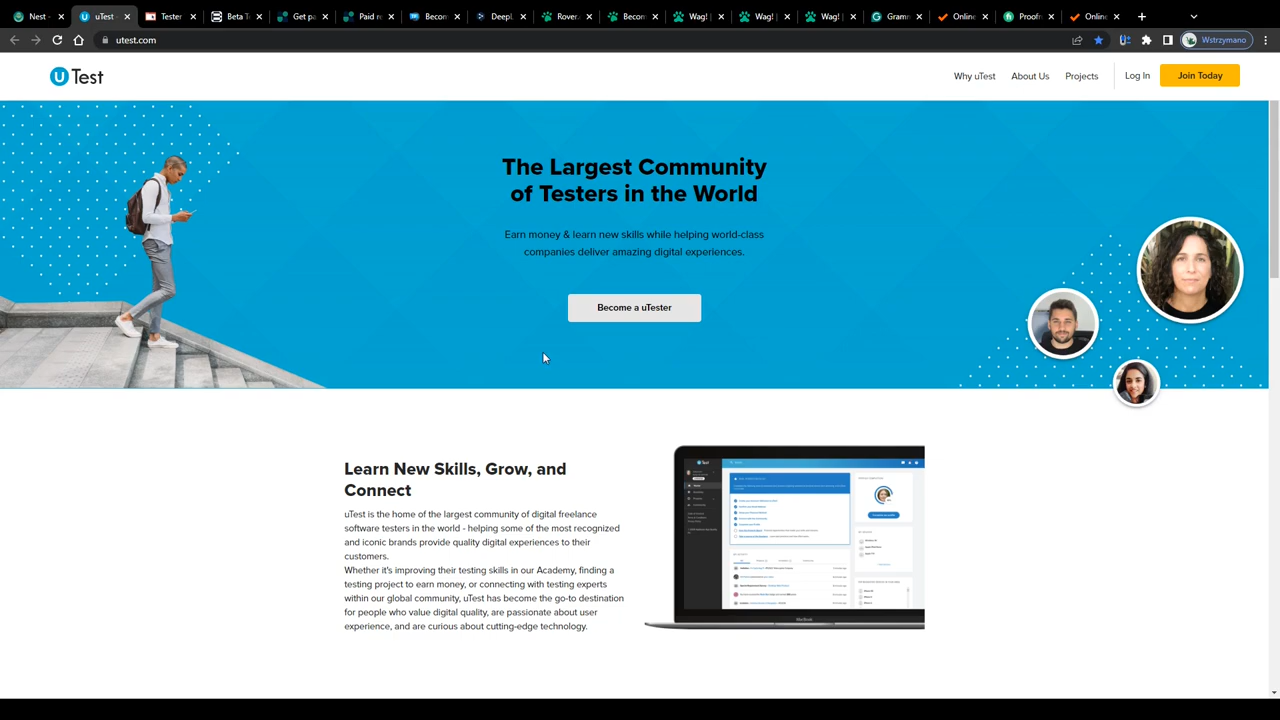 Nest -
uTest -
Tester
Beta T
Get pa
Paid re
Becon
DeepL
Rover.
Becon
Wag! |
Wag! |
Wag! |
Gramn
Online
Proofr
Online
utest.com
Wstrzymano
uTest
Why uTest
About Us
Projects
Log In
Join Today
The Largest Community
of Testers in the World
Earn money & learn new skills while helping world-class
companies deliver amazing digital experiences.
Become a uTester
Learn New Skills, Grow, and
Connect
uTest is the home of the largest community of digital freelance
software testers in the world - helping some of the most recognized
and iconic brands provide quality digital experiences to their
customers.
Whether it's improving their testing skills in our Academy, finding a
testing project to earn money, or connecting with testing experts
within our global community, uTest has become the go-to destination
for people who value digital quality, are passionate about user
experience, and are curious about cutting-edge technology.
MacBook